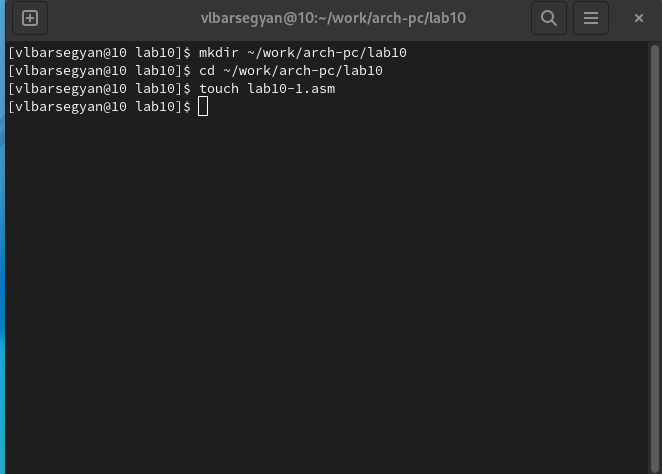 vlbarsegyan@10:~/work/arch-pc/lab10
[vlbarsegyan@10 lab10]$ mkdir ~/work/arch-pc/lab10
[vlbarsegyan@10 lab10]$ cd ~/work/arch-pc/lab10
[vlbarsegyan@10 lab10]$ touch lab10-1.asm
[vlbarsegyan@10 lab10]$